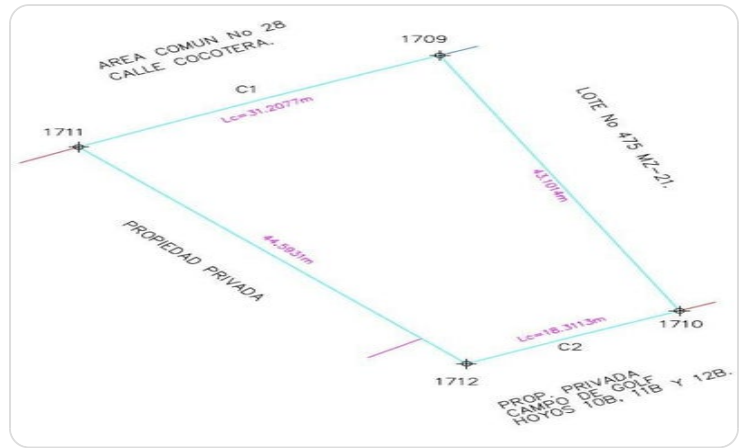 AREA COMUN No 28
CALLE COCOTERA.
1709
C1
Lc=31.2077m
1711
LOTE No 475 MZ-21.
43.1014m
PROPIEDAD PRIVADA
44.5931m
Lc=18.3113m
1710
C2
1712
PROP. PRIVADA
CAMPO DE GOLF
HOYOS 10B, 11B Y 12B.